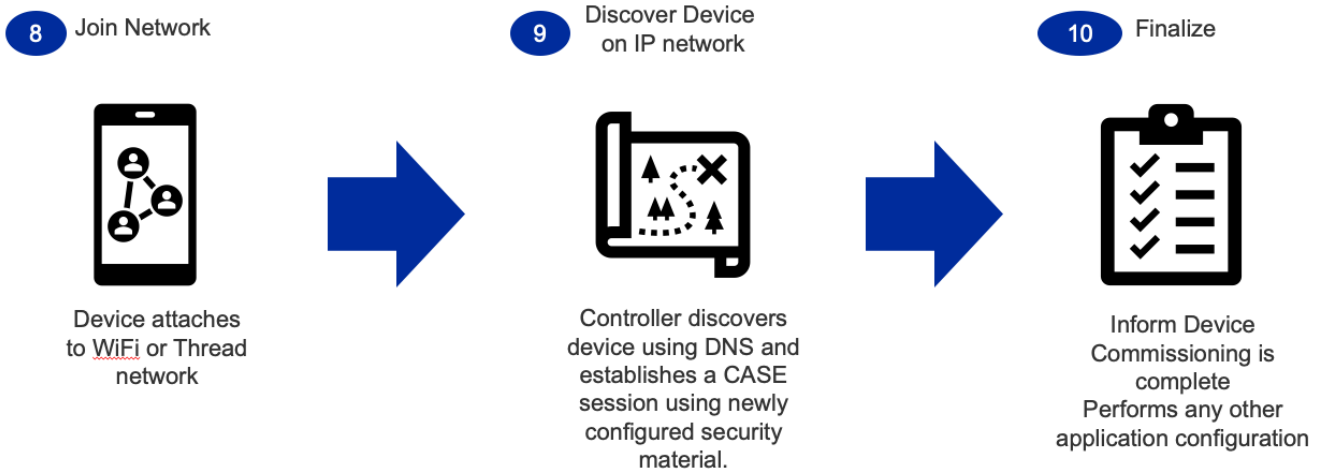 8
Join Network
Device attaches
to WiFi or Thread
network
9
Discover Device
on IP network
Controller discovers
device using DNS and
establishes a CASE
session using newly
configured security
material.
10
Finalize
Inform Device
Commissioning is
complete
Performs any other
application configuration